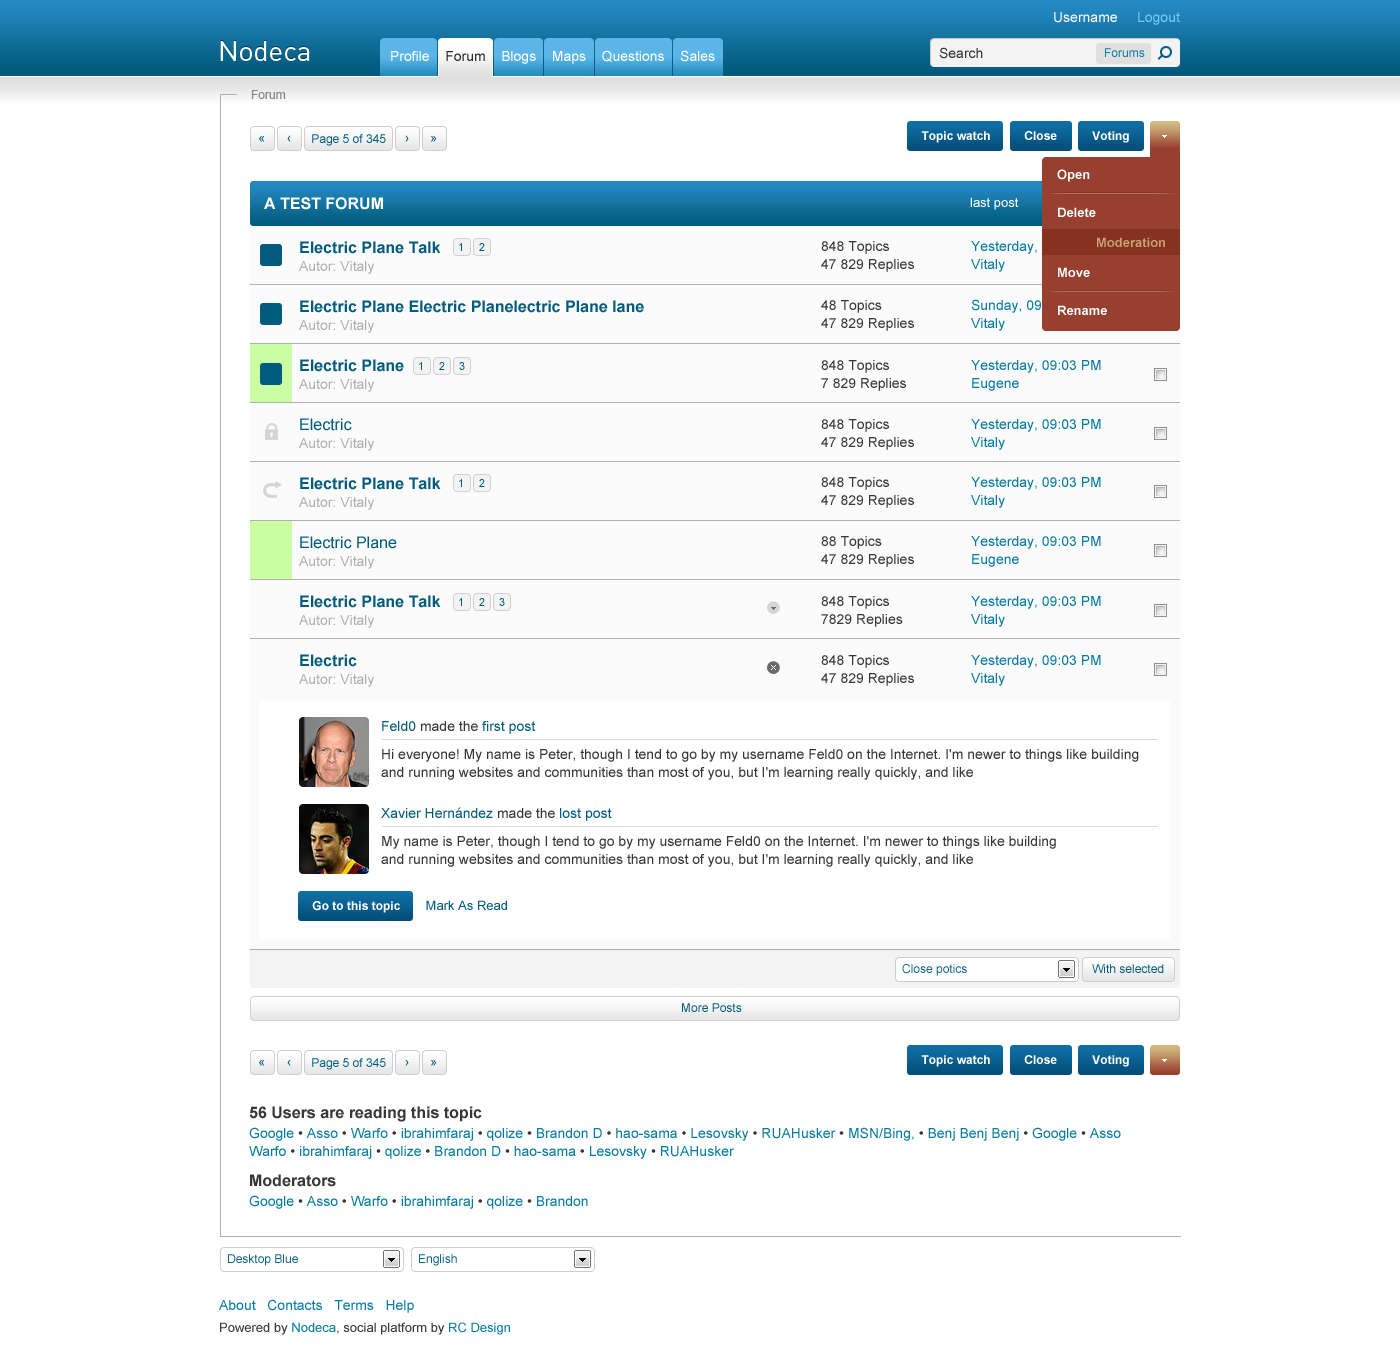 Username Logout
Nodeca
Profile Forum Blogs Maps Questions Sales
Search Forums
Forum
« ‹ Page 5 of 345 › »
Topic watch Close Voting
Open
Delete
Moderation
Move
Rename
A TEST FORUM last post
Electric Plane Talk 1 2
Autor: Vitaly
848 Topics
47 829 Replies
Yesterday,
Vitaly
Electric Plane Electric Planelectric Plane lane
Autor: Vitaly
48 Topics
47 829 Replies
Sunday, 09
Vitaly
Electric Plane 1 2 3
Autor: Vitaly
848 Topics
7 829 Replies
Yesterday, 09:03 PM
Eugene
Electric
Autor: Vitaly
848 Topics
47 829 Replies
Yesterday, 09:03 PM
Vitaly
Electric Plane Talk 1 2
Autor: Vitaly
848 Topics
47 829 Replies
Yesterday, 09:03 PM
Vitaly
Electric Plane
Autor: Vitaly
88 Topics
47 829 Replies
Yesterday, 09:03 PM
Eugene
Electric Plane Talk 1 2 3
Autor: Vitaly
848 Topics
7829 Replies
Yesterday, 09:03 PM
Vitaly
Electric
Autor: Vitaly
848 Topics
47 829 Replies
Yesterday, 09:03 PM
Vitaly
Feld0 made the first post
Hi everyone! My name is Peter, though I tend to go by my username Feld0 on the Internet. I'm newer to things like building
and running websites and communities than most of you, but I'm learning really quickly, and like
Xavier Hernández made the lost post
My name is Peter, though I tend to go by my username Feld0 on the Internet. I'm newer to things like building
and running websites and communities than most of you, but I'm learning really quickly, and like
Go to this topic Mark As Read
Close potics With selected
More Posts
« ‹ Page 5 of 345 › »
Topic watch Close Voting
56 Users are reading this topic
Google • Asso • Warfo • ibrahimfaraj • qolize • Brandon D • hao-sama • Lesovsky • RUAHusker • MSN/Bing, • Benj Benj Benj • Google • Asso
Warfo • ibrahimfaraj • qolize • Brandon D • hao-sama • Lesovsky • RUAHusker
Moderators
Google • Asso • Warfo • ibrahimfaraj • qolize • Brandon
Desktop Blue English
About Contacts Terms Help
Powered by Nodeca, social platform by RC Design